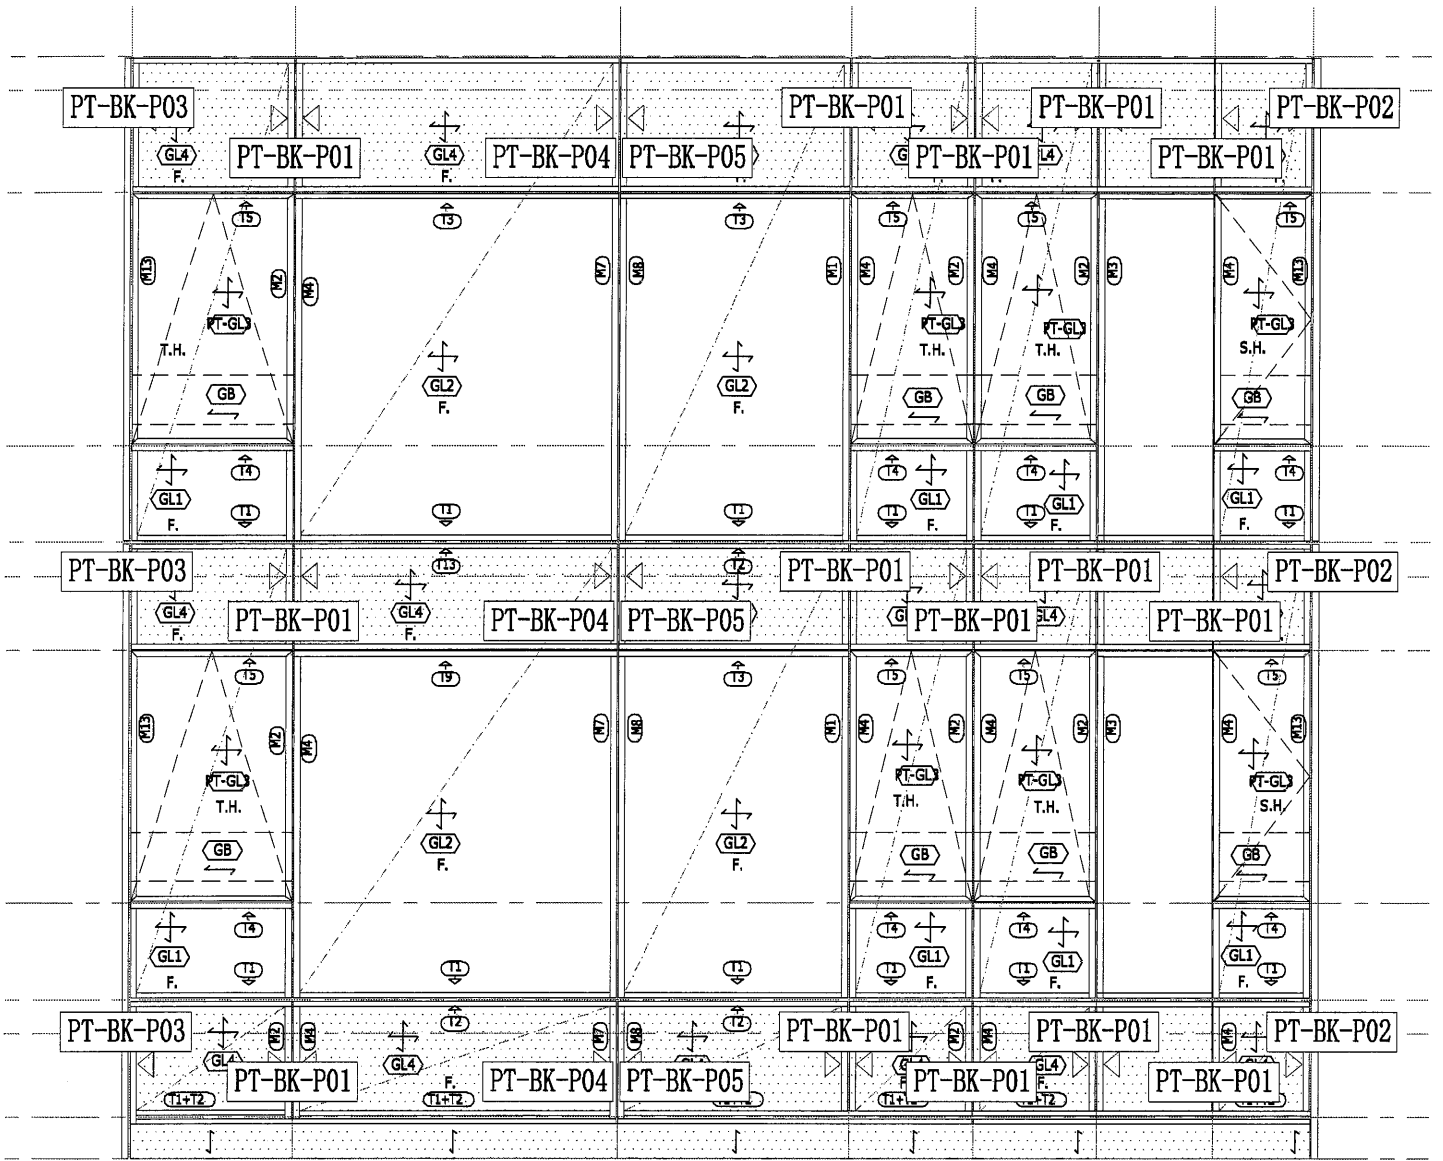 PT-BK-P03 PT-BK-P01 PT-BK-P01 PT-BK-P02
PT-BK-P01 PT-BK-P04 PT-BK-P05 PT-BK-P01 PT-BK-P01
GL4 GL4
F. F. F. F.
T5 T3 T3 T5 T5 T5
M13 M2 M4 M7 M8 M1 M4 M2 M4 M2 M3 M4 M13
PT-GL3 PT-GL3 PT-GL3 PT-GL3
T.H. T.H. T.H. S.H.
GL2 GL2
F. F.
GB GB GB GB
T4 T4 T4 T4
GL1 GL1 GL1 GL1
T1 T1 T1 T1 T1 T1
F. F. F. F.
T13 T2
PT-BK-P03 PT-BK-P01 PT-BK-P01 PT-BK-P02
GL4 GL4
PT-BK-P01 PT-BK-P04 PT-BK-P05 PT-BK-P01 PT-BK-P01
F. F.
T5 T9 T3 T5 T5 T5
M13 M2 M4 M7 M8 M1 M4 M2 M4 M2 M3 M4 M13
PT-GL3 PT-GL3 PT-GL3 PT-GL3
T.H. T.H. T.H. S.H.
GL2 GL2
F. F.
GB GB GB GB
T4 T4 T4 T4
GL1 GL1 GL1 GL1
T1 T1 T1 T1 T1 T1
F. F. F. F.
T2 T2
PT-BK-P03 M2 M4 M7 M8 PT-BK-P01 M2 M4 PT-BK-P01 M4 PT-BK-P02
GL4 GL4 GL4
PT-BK-P01 PT-BK-P04 PT-BK-P05 PT-BK-P01 PT-BK-P01
F. F.
T1+T2 T1+T2